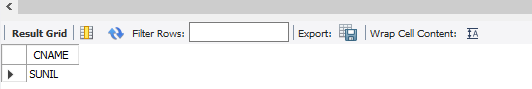 Result Grid Filter Rows: Export: Wrap Cell Content:
CNAME
SUNIL